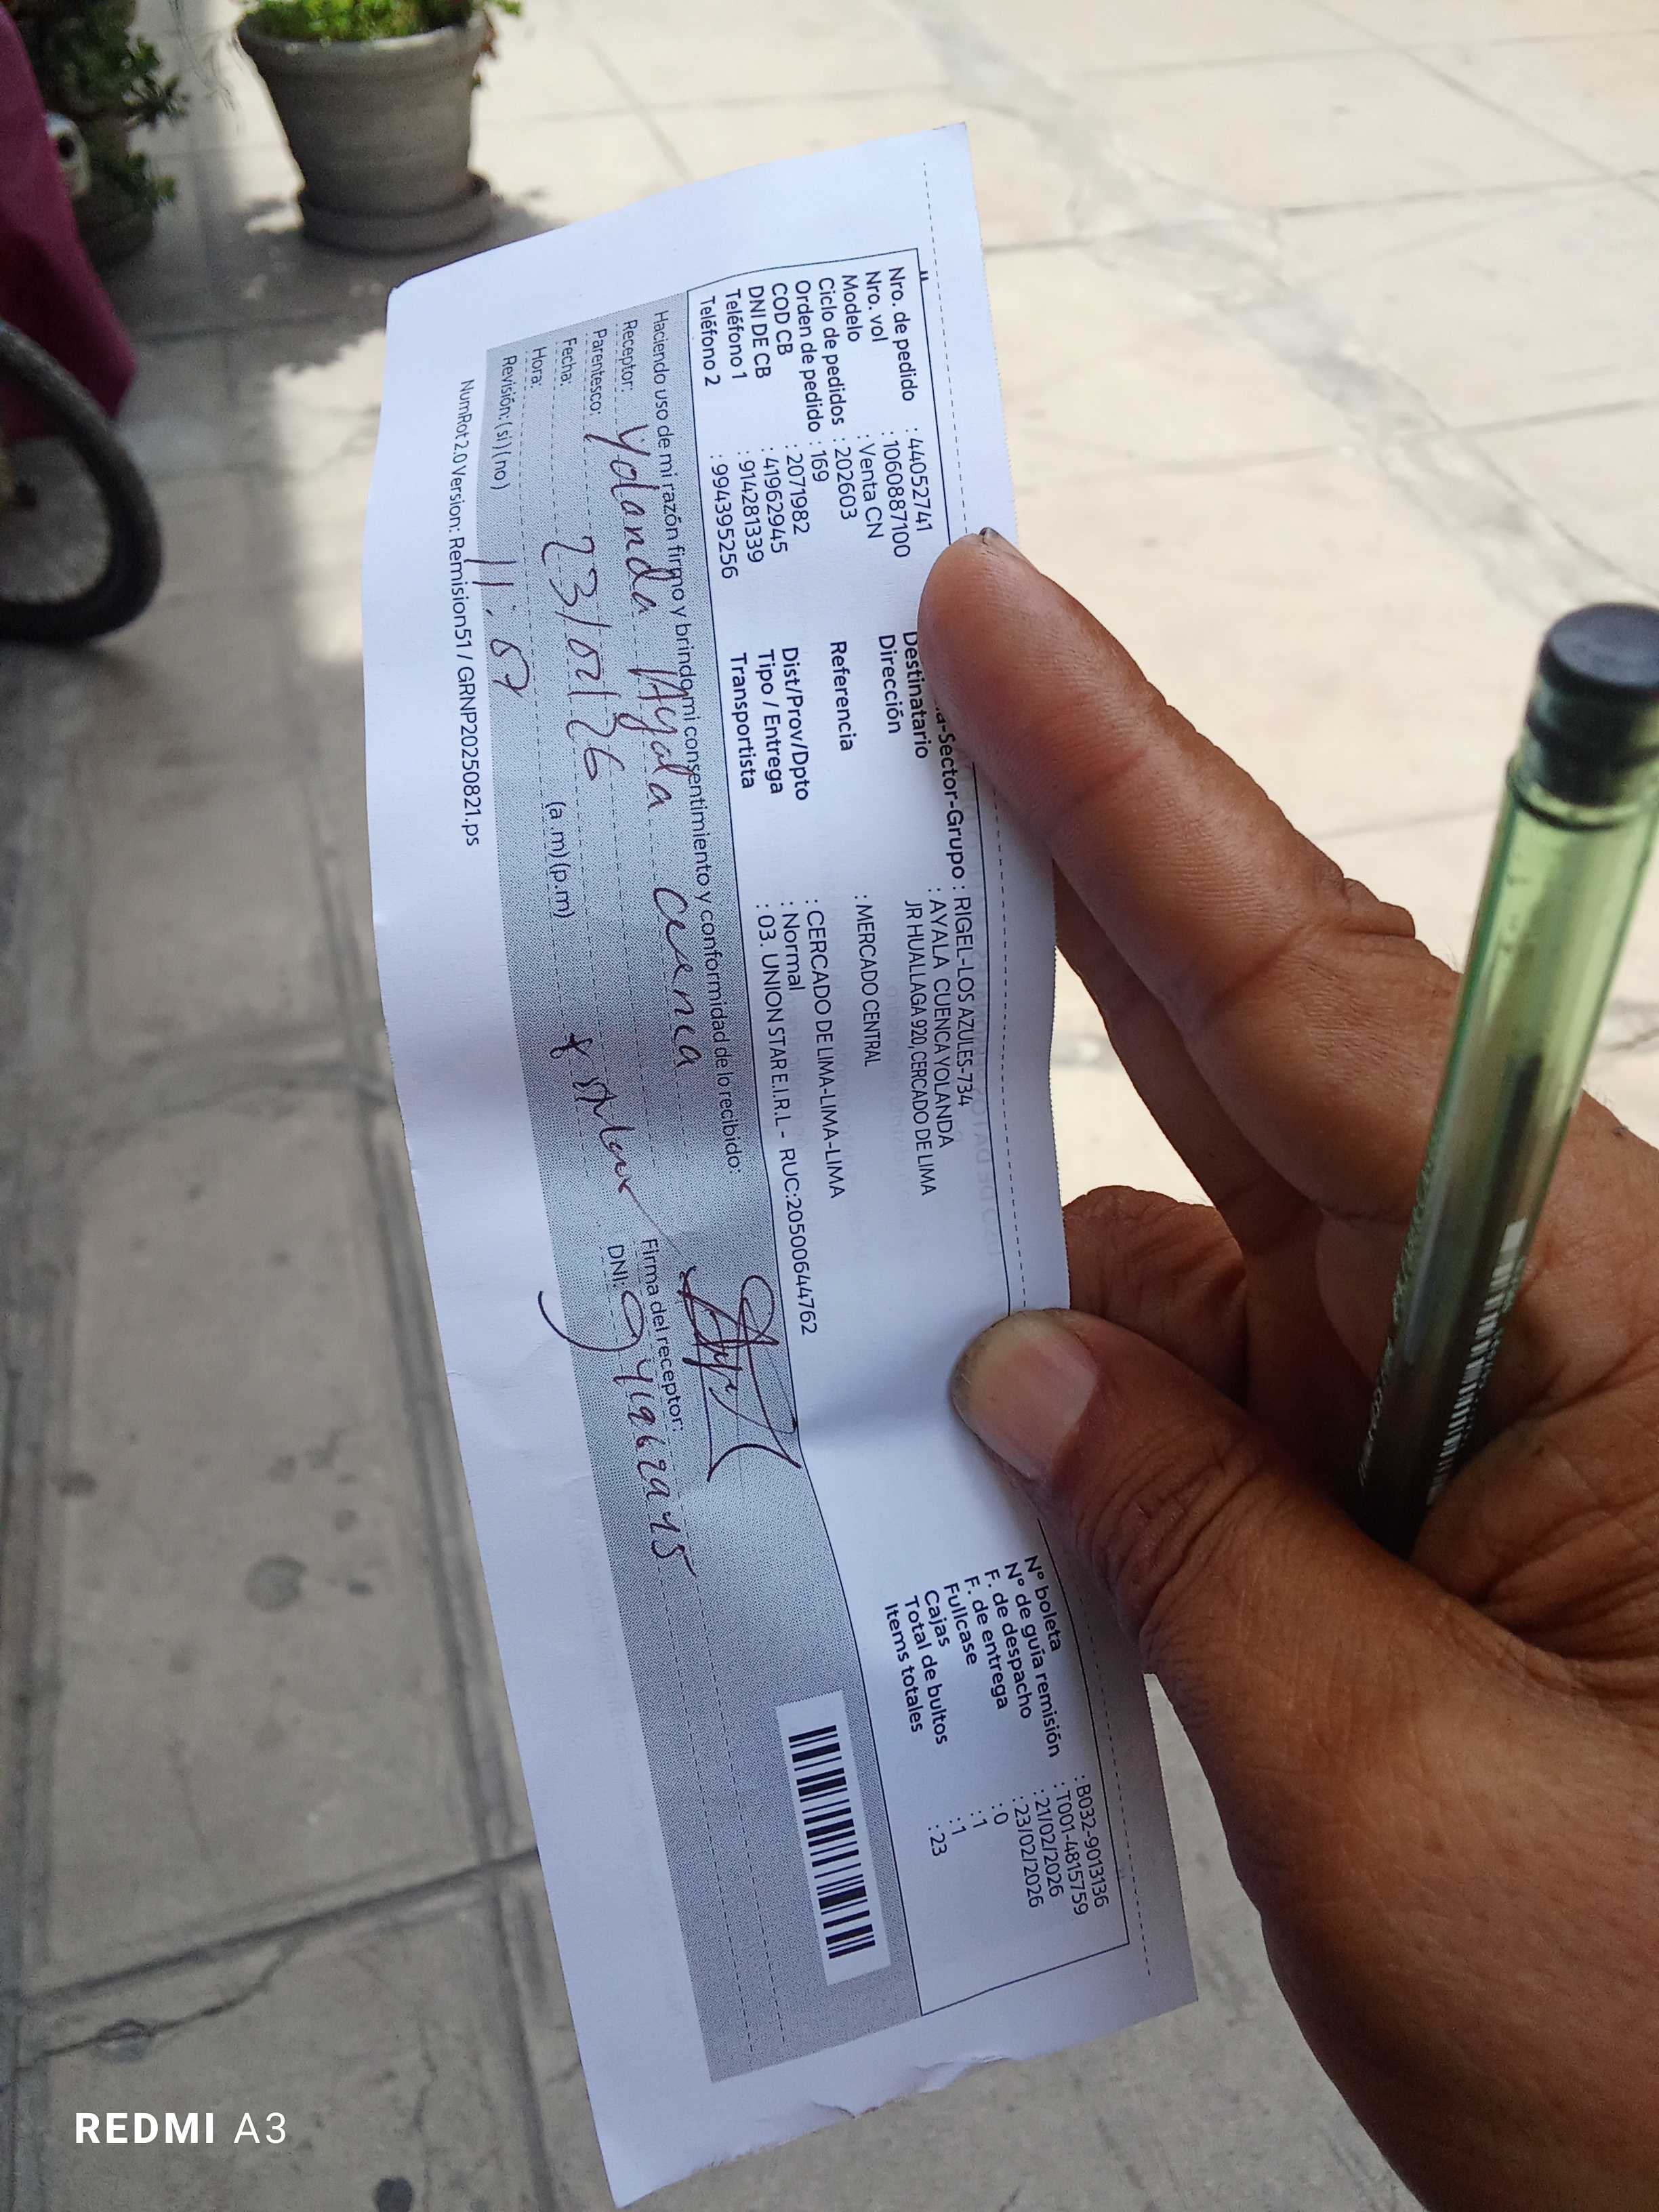 Nro. de pedido : 44052741
Nro. vol : 1060887100
Modelo : Venta CN
Ciclo de pedidos : 202603
Orden de pedido : 169
COD CB : 2071982
DNI DE CB : 41962945
Teléfono 1 : 914281339
Teléfono 2 : 994395256
-Sector-Grupo : RIGEL-LOS AZULES-734
Destinatario : AYALA CUENCA YOLANDA
Dirección JR HUALLAGA 920, CERCADO DE LIMA
Referencia : MERCADO CENTRAL
Dist/Prov/Dpto : CERCADO DE LIMA-LIMA-LIMA
Tipo / Entrega : Normal
Transportista : 03. UNION STAR E.I.R.L - RUC:20500644762
N° boleta : B032-9013136
N° de guía remisión : T001-4815759
F. de despacho : 21/02/2026
F. de entrega : 23/02/2026
Fullcase : 0
Cajas : 1
Total de bultos : 1
Items totales : 23
Haciendo uso de mi razón firmo y brindo mi consentimiento y conformidad de lo recibido:
Receptor: Yolanda Ayala Cuenca
Parentesco:
Fecha: 23/02/26
Hora: 11:07 (a.m) (p.m)
Revisión: (si) (no)
Firma del receptor:
DNI: 41962945
NumRot2.0 Version: Remision51 / GRNP20250821.ps
REDMI A3